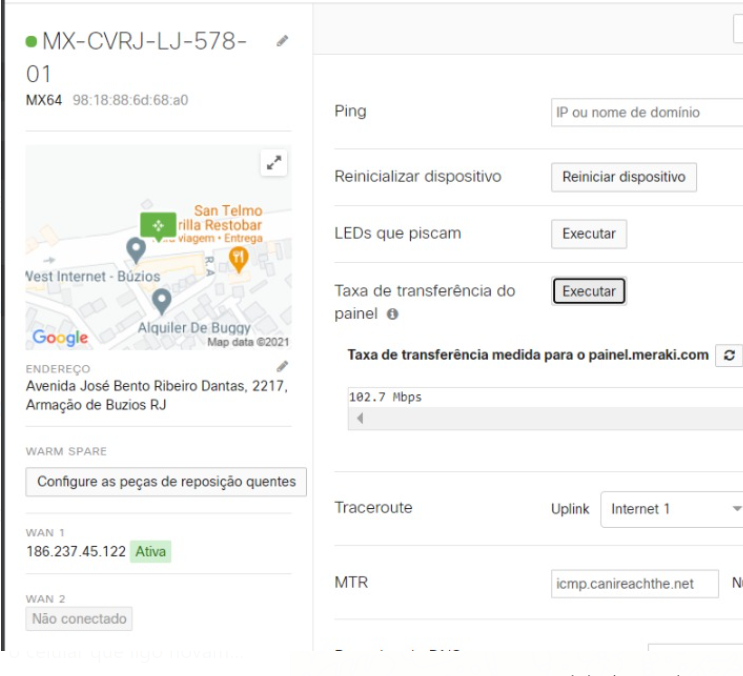 MX-CVRJ-LJ-578-
01
MX64 98:18:88:6d:68:a0
San Telmo
rilla Restobar
viagem • Entrega
R. A
West Internet - Búzios
Alquiler De Buggy
Google
Map data ©2021
ENDEREÇO
Avenida José Bento Ribeiro Dantas, 2217,
Armação de Buzios RJ
WARM SPARE
Configure as peças de reposição quentes
WAN 1
186.237.45.122 Ativa
WAN 2
Não conectado
Ping IP ou nome de domínio
Reinicializar dispositivo Reiniciar dispositivo
LEDs que piscam Executar
Taxa de transferência do Executar
painel
Taxa de transferência medida para o painel.meraki.com
102.7 Mbps
Traceroute Uplink Internet 1
MTR icmp.canireachthe.net